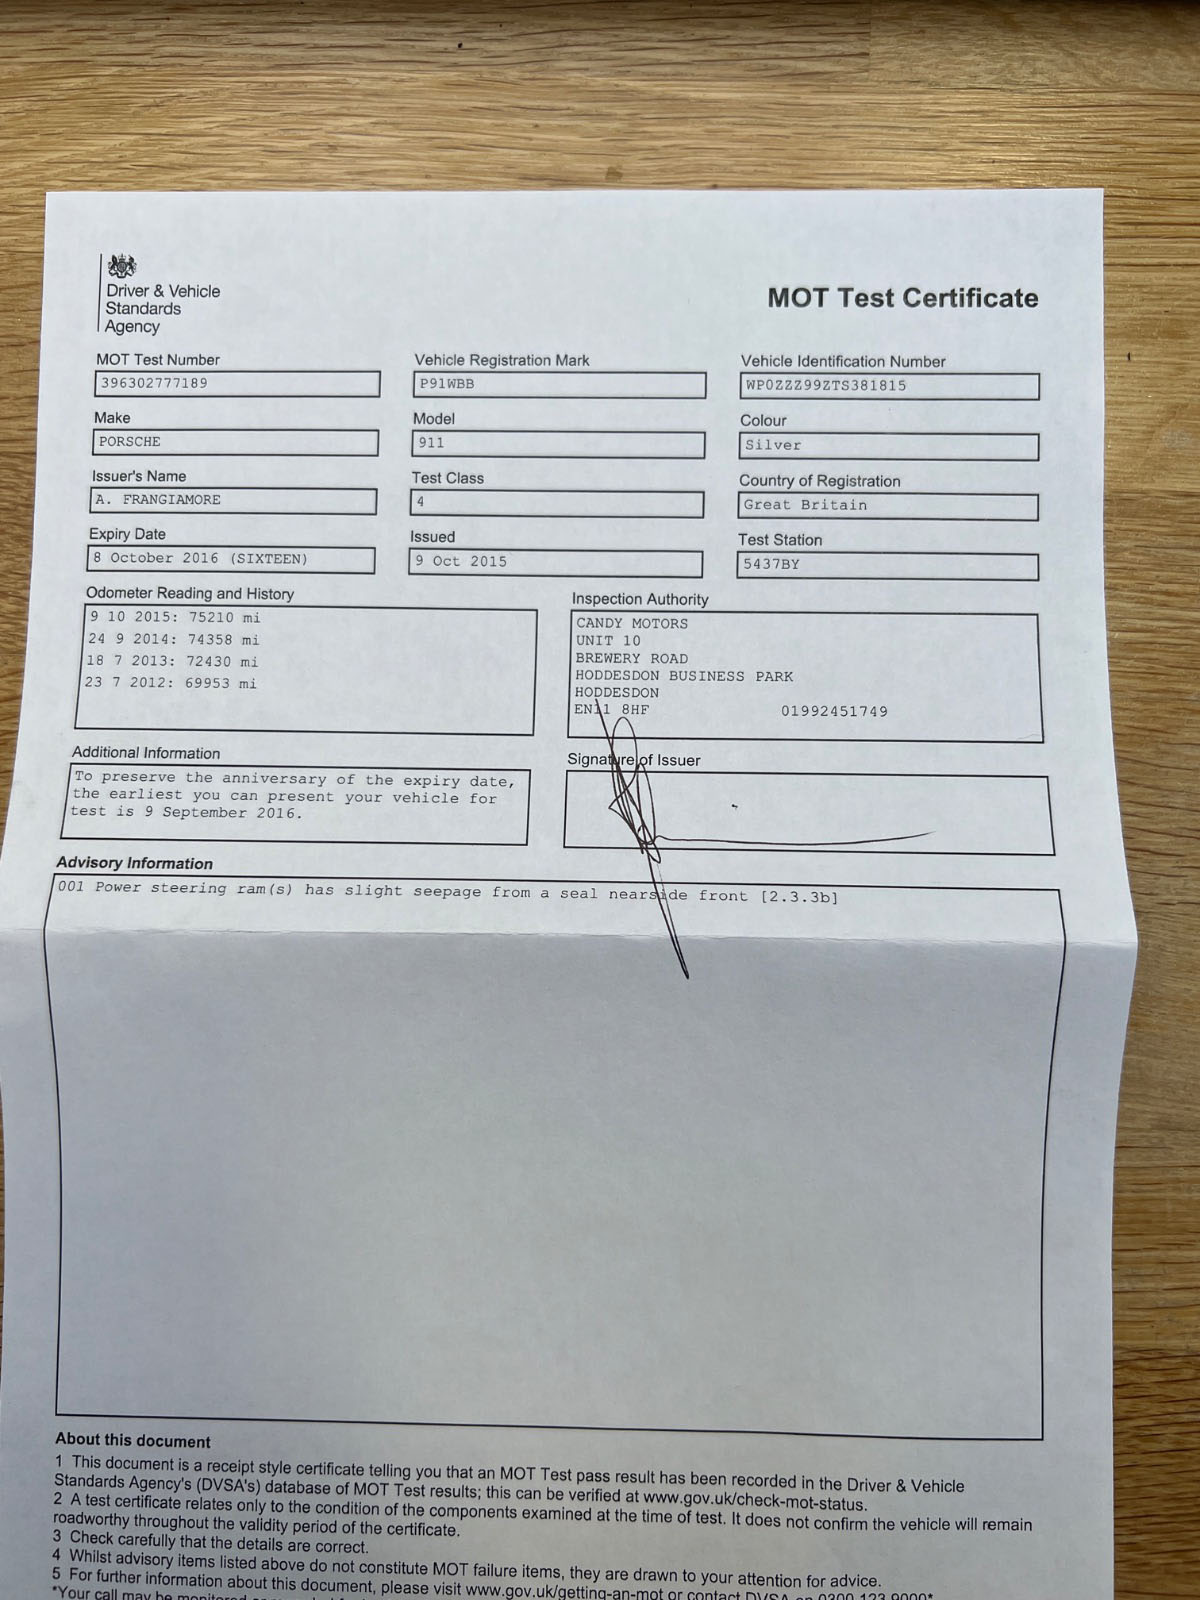 Driver & Vehicle
Standards
Agency
MOT Test Certificate
MOT Test Number
396302777189
Vehicle Registration Mark
P91WBB
Vehicle Identification Number
WP0ZZZ99ZTS381815
Make
PORSCHE
Model
911
Colour
Silver
Issuer's Name
A. FRANGIAMORE
Test Class
4
Country of Registration
Great Britain
Expiry Date
8 October 2016 (SIXTEEN)
Issued
9 Oct 2015
Test Station
5437BY
Odometer Reading and History
9 10 2015: 75210 mi
24 9 2014: 74358 mi
18 7 2013: 72430 mi
23 7 2012: 69953 mi
Inspection Authority
CANDY MOTORS
UNIT 10
BREWERY ROAD
HODDESDON BUSINESS PARK
HODDESDON
EN11 8HF 01992451749
Additional Information
To preserve the anniversary of the expiry date,
the earliest you can present your vehicle for
test is 9 September 2016.
Signature of Issuer
Advisory Information
001 Power steering ram(s) has slight seepage from a seal nearside front [2.3.3b]
About this document
1 This document is a receipt style certificate telling you that an MOT Test pass result has been recorded in the Driver & Vehicle
Standards Agency's (DVSA's) database of MOT Test results; this can be verified at www.gov.uk/check-mot-status.
2 A test certificate relates only to the condition of the components examined at the time of test. It does not confirm the vehicle will remain
roadworthy throughout the validity period of the certificate.
3 Check carefully that the details are correct.
4 Whilst advisory items listed above do not constitute MOT failure items, they are drawn to your attention for advice.
5 For further information about this document, please visit www.gov.uk/getting-an-mot or contact DVSA on 0300 123 9000*
*Your call may be